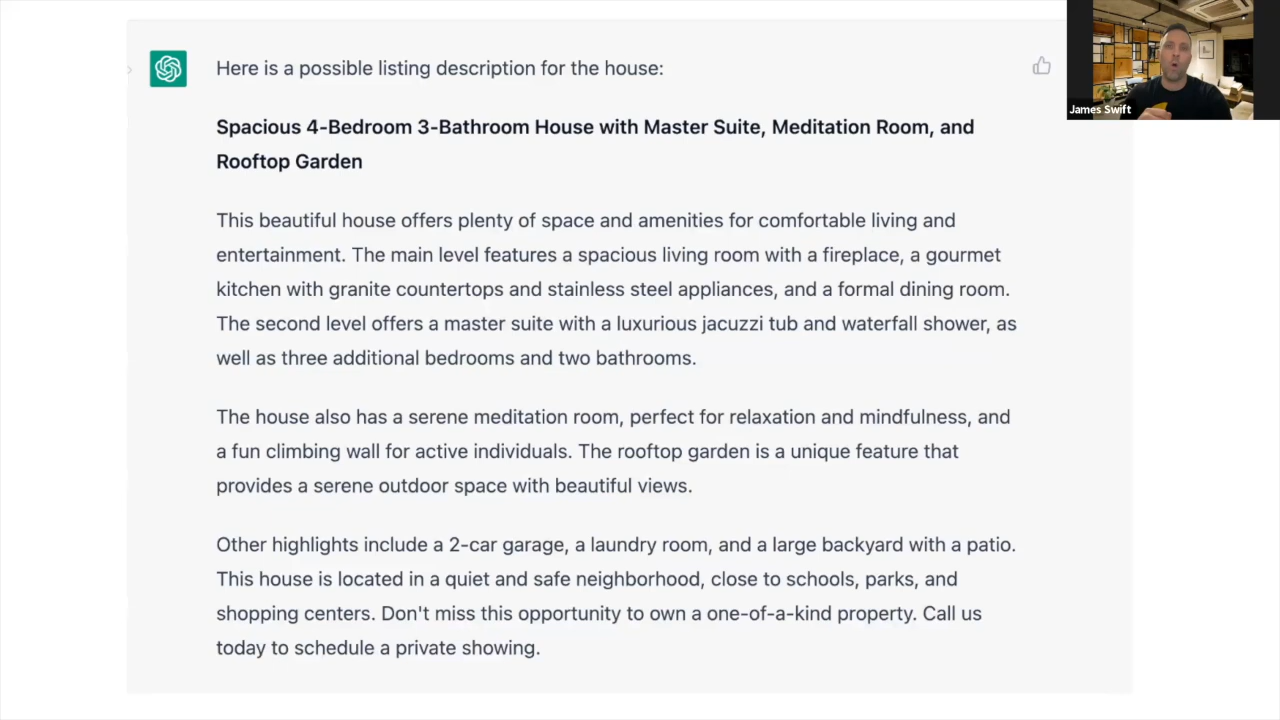 Here is a possible listing description for the house:
Spacious 4-Bedroom 3-Bathroom House with Master Suite, Meditation Room, and
Rooftop Garden
This beautiful house offers plenty of space and amenities for comfortable living and
entertainment. The main level features a spacious living room with a fireplace, a gourmet
kitchen with granite countertops and stainless steel appliances, and a formal dining room.
The second level offers a master suite with a luxurious jacuzzi tub and waterfall shower, as
well as three additional bedrooms and two bathrooms.
The house also has a serene meditation room, perfect for relaxation and mindfulness, and
a fun climbing wall for active individuals. The rooftop garden is a unique feature that
provides a serene outdoor space with beautiful views.
Other highlights include a 2-car garage, a laundry room, and a large backyard with a patio.
This house is located in a quiet and safe neighborhood, close to schools, parks, and
shopping centers. Don't miss this opportunity to own a one-of-a-kind property. Call us
today to schedule a private showing.
James Swift